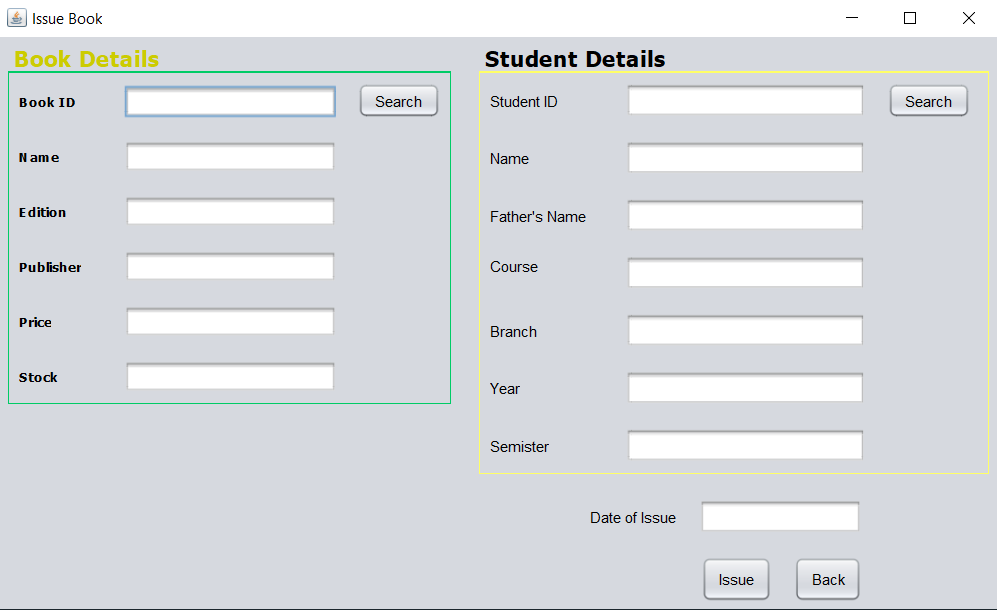 Issue Book
Book Details
Book ID
Search
Name
Edition
Publisher
Price
Stock
Student Details
Student ID
Search
Name
Father's Name
Course
Branch
Year
Semister
Date of Issue
Issue
Back